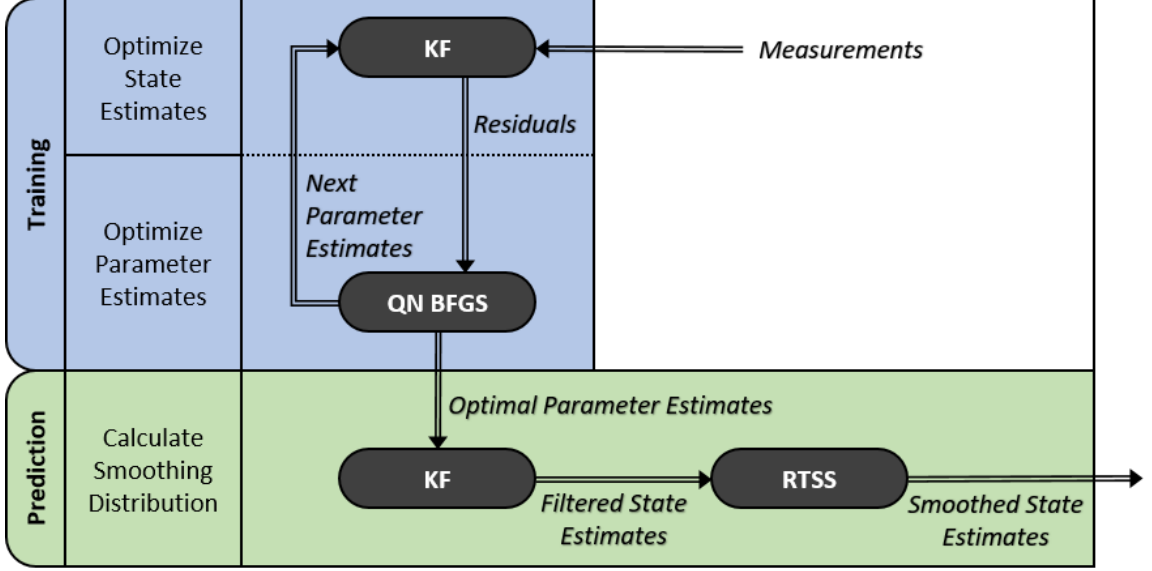 Training
Optimize
State
Estimates
KF
Measurements
Residuals
Optimize
Parameter
Estimates
Next
Parameter
Estimates
QN BFGS
Prediction
Calculate
Smoothing
Distribution
Optimal Parameter Estimates
KF
Filtered State
Estimates
RTSS
Smoothed State
Estimates